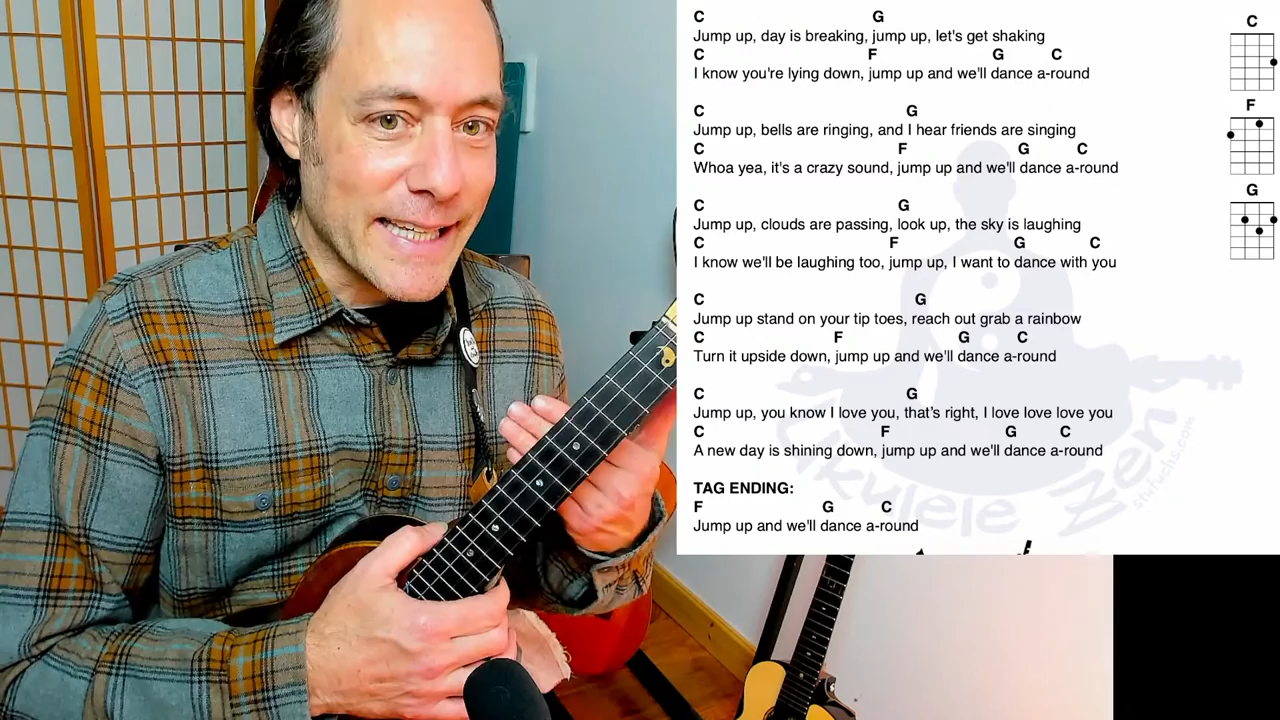 C G
Jump up, day is breaking, jump up, let's get shaking
C F G C
I know you're lying down, jump up and we'll dance a-round
C G
Jump up, bells are ringing, and I hear friends are singing
C F G C
Whoa yea, it's a crazy sound, jump up and we'll dance a-round
C G
Jump up, clouds are passing, look up, the sky is laughing
C F G C
I know we'll be laughing too, jump up, I want to dance with you
C G
Jump up stand on your tip toes, reach out grab a rainbow
C F G C
Turn it upside down, jump up and we'll dance a-round
C G
Jump up, you know I love you, that's right, I love love love you
C F G C
A new day is shining down, jump up and we'll dance a-round
TAG ENDING:
F G C
Jump up and we'll dance a-round
C
F
G
Ukulele Zen
stufuchs.com